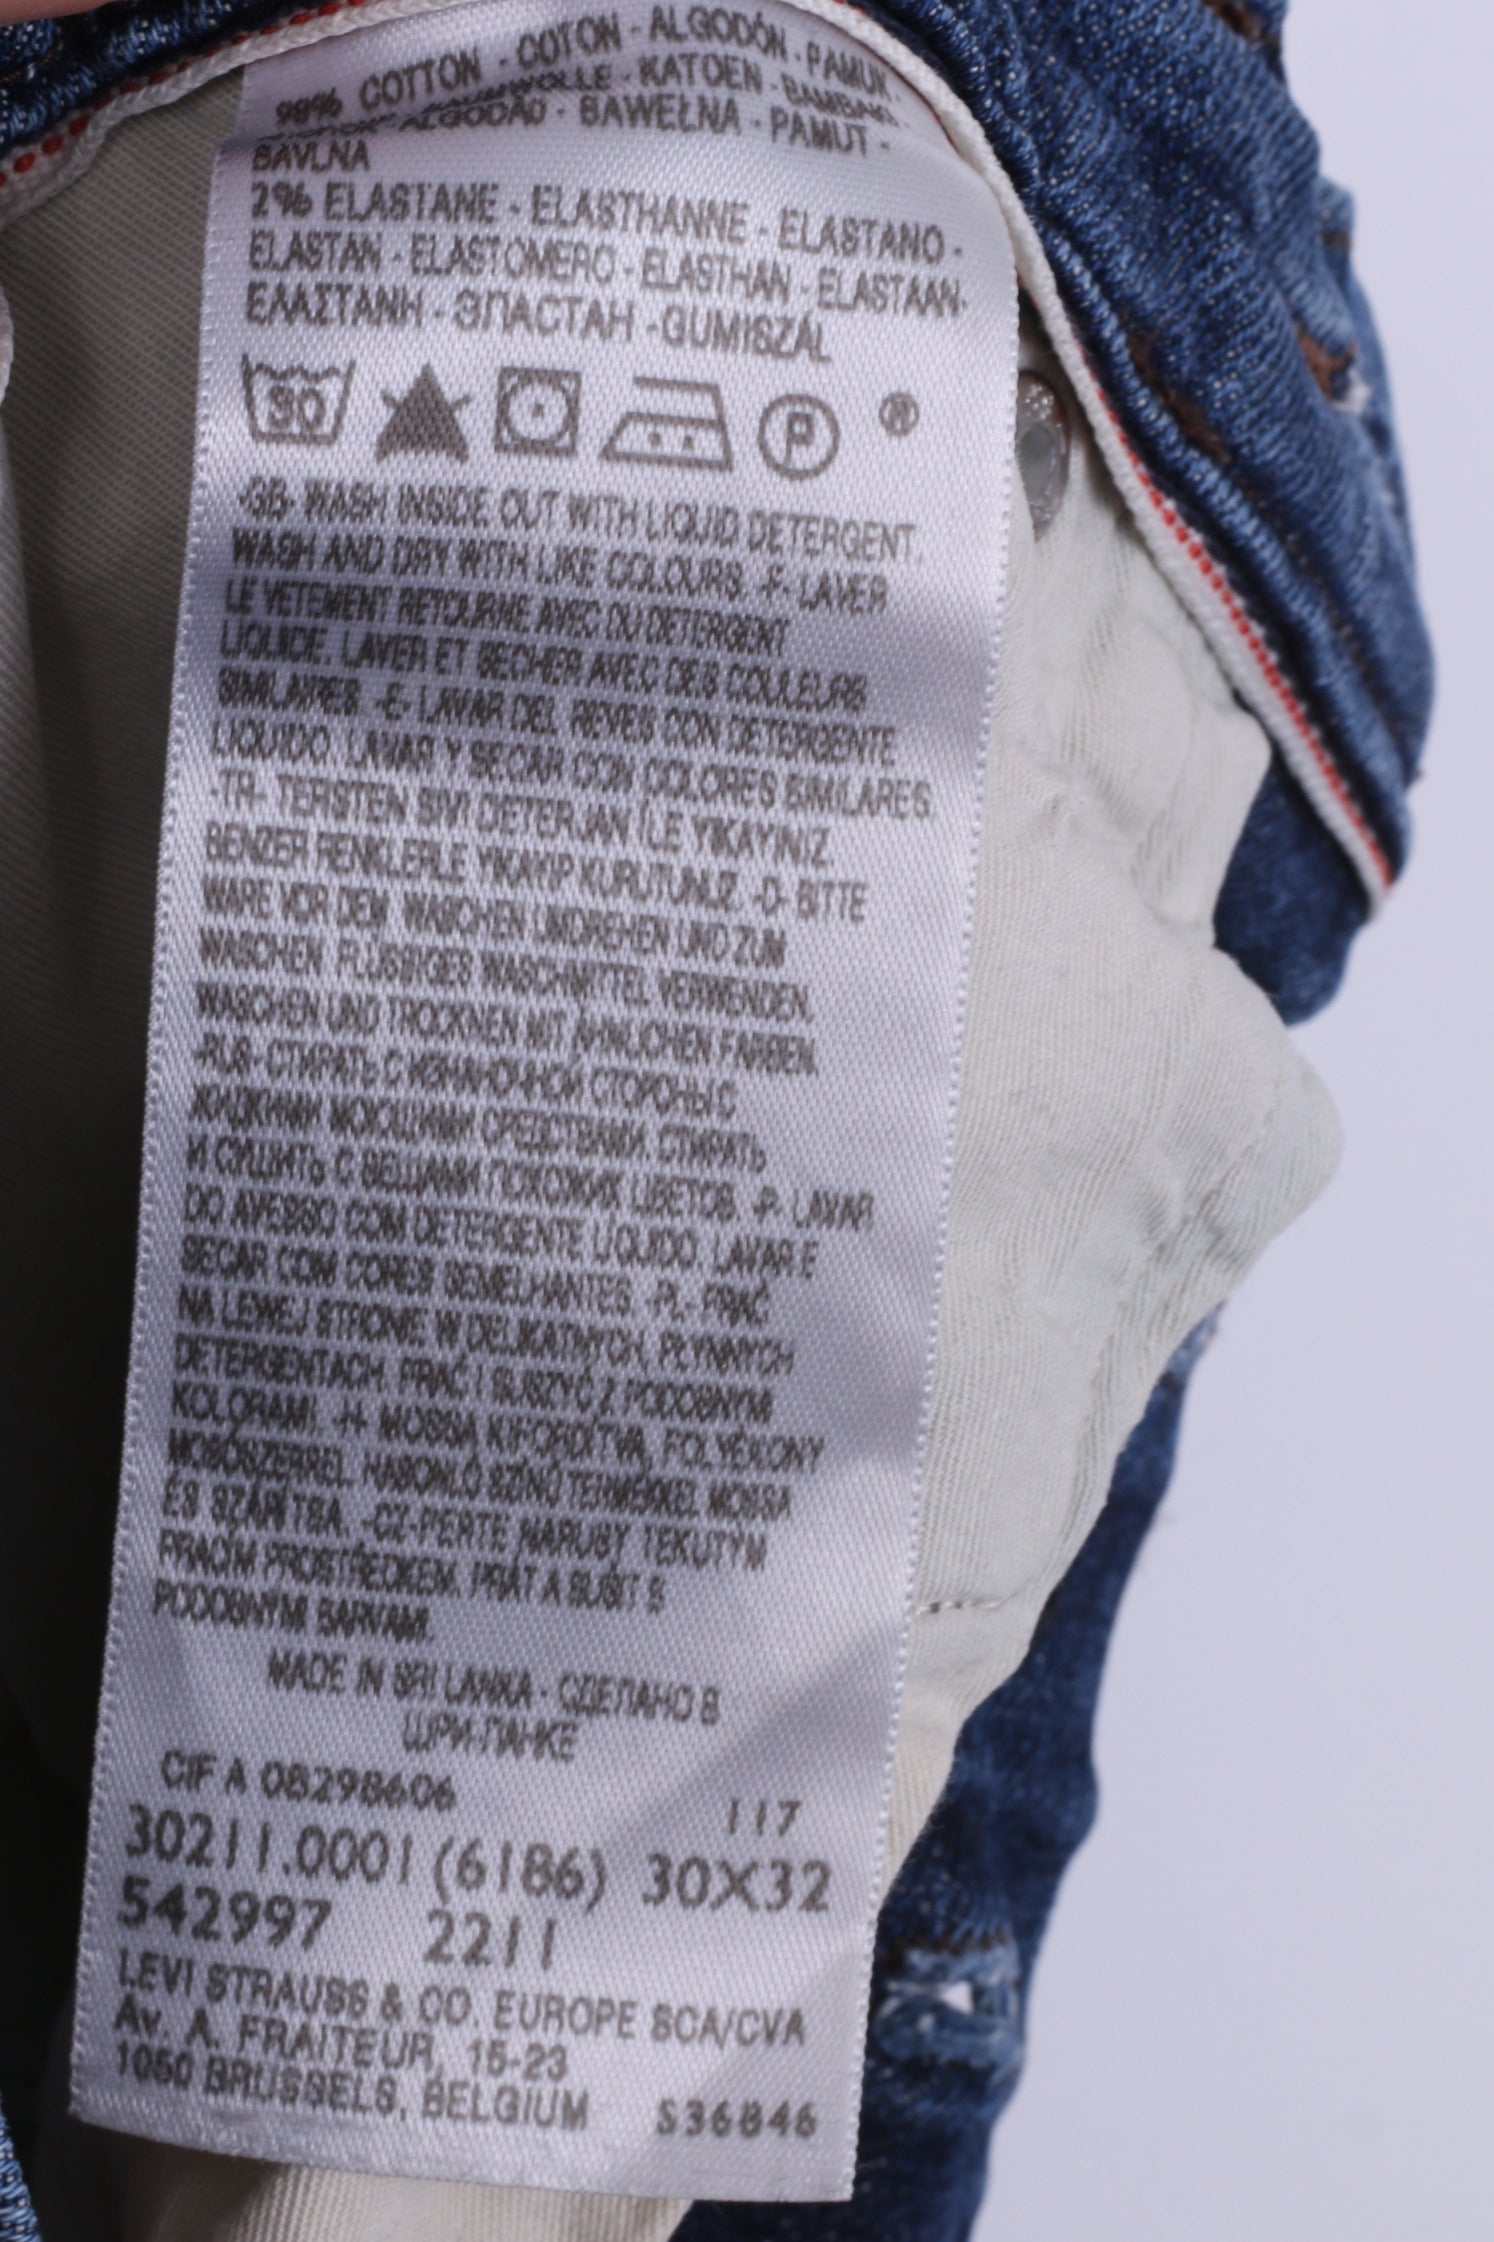 98% COTTON - COTON - ALGODÓN - PAMUK -
KATOEN - BAMBAKI
ALGODÃO - BAWEŁNA - PAMUT -
BAVLNA
2% ELASTANE - ELASTHANNE - ELASTANO -
ELASTAN - ELASTOMERO - ELASTHAN - ELASTAAN-
ΕΛΑΣΤΑΝΗ - ЭЛАСТАН -GUMISZÁL
30 P ®
-GB- WASH INSIDE OUT WITH LIQUID DETERGENT.
WASH AND DRY WITH LIKE COLOURS. -F- LAVER
LE VETEMENT RETOURNE AVEC DU DETERGENT
LIQUIDE. LAVER ET SECHER AVEC DES COULEURS
SIMILAIRES. -E- LAVAR DEL REVES CON DETERGENTE
LIQUIDO. LAVAR Y SECAR CON COLORES SIMILARES.
-TR- TERSTEN SIVI DETERJAN İLE YIKAYINIZ.
BENZER RENKLERLE YIKAYIP KURUTUNUZ. -D- BITTE
WARE VOR DEM WASCHEN UMDREHEN UND ZUM
WASCHEN FLÜSSIGES WASCHMITTEL VERWENDEN.
WASCHEN UND TROCKNEN MIT ÄHNLICHEN FARBEN.
-RUS- СТИРАТЬ С ИЗНАНОЧНОЙ СТОРОНЫ С
ЖИДКИМИ МОЮЩИМИ СРЕДСТВАМИ. СТИРАТЬ
И СУШИТЬ С ВЕЩАМИ ПОХОЖИХ ЦВЕТОВ. -P- LAVAR
DO AVESSO COM DETERGENTE LÍQUIDO. LAVAR E
SECAR COM CORES SEMELHANTES. -PL- PRAĆ
NA LEWEJ STRONIE W DELIKATNYCH, PŁYNNYCH
DETERGENTACH. PRAĆ I SUSZYĆ Z PODOBNYMI
KOLORAMI. -H- MOSSA KIFORDÍTVA, FOLYÉKONY
MOSÓSZERREL. HASONLÓ SZÍNŰ TERMÉKKEL MOSSA
ES SZÁRÍTSA. -CZ-PERTE NARUBY TEKUTÝM
PRACIM PROSTŘEDKEM. PRÁT A SUŠIT S
PODOBNÝMI BARVAMI.
MADE IN SRI LANKA - СДЕЛАНО В
ШРИ-ЛАНКЕ
CIF A 08298606
117
30211.0001 (6186) 30X32
542997 2211
LEVI STRAUSS & CO. EUROPE SCA/CVA
Av. A. FRAITEUR, 15-23
1050 BRUSSELS, BELGIUM S36846